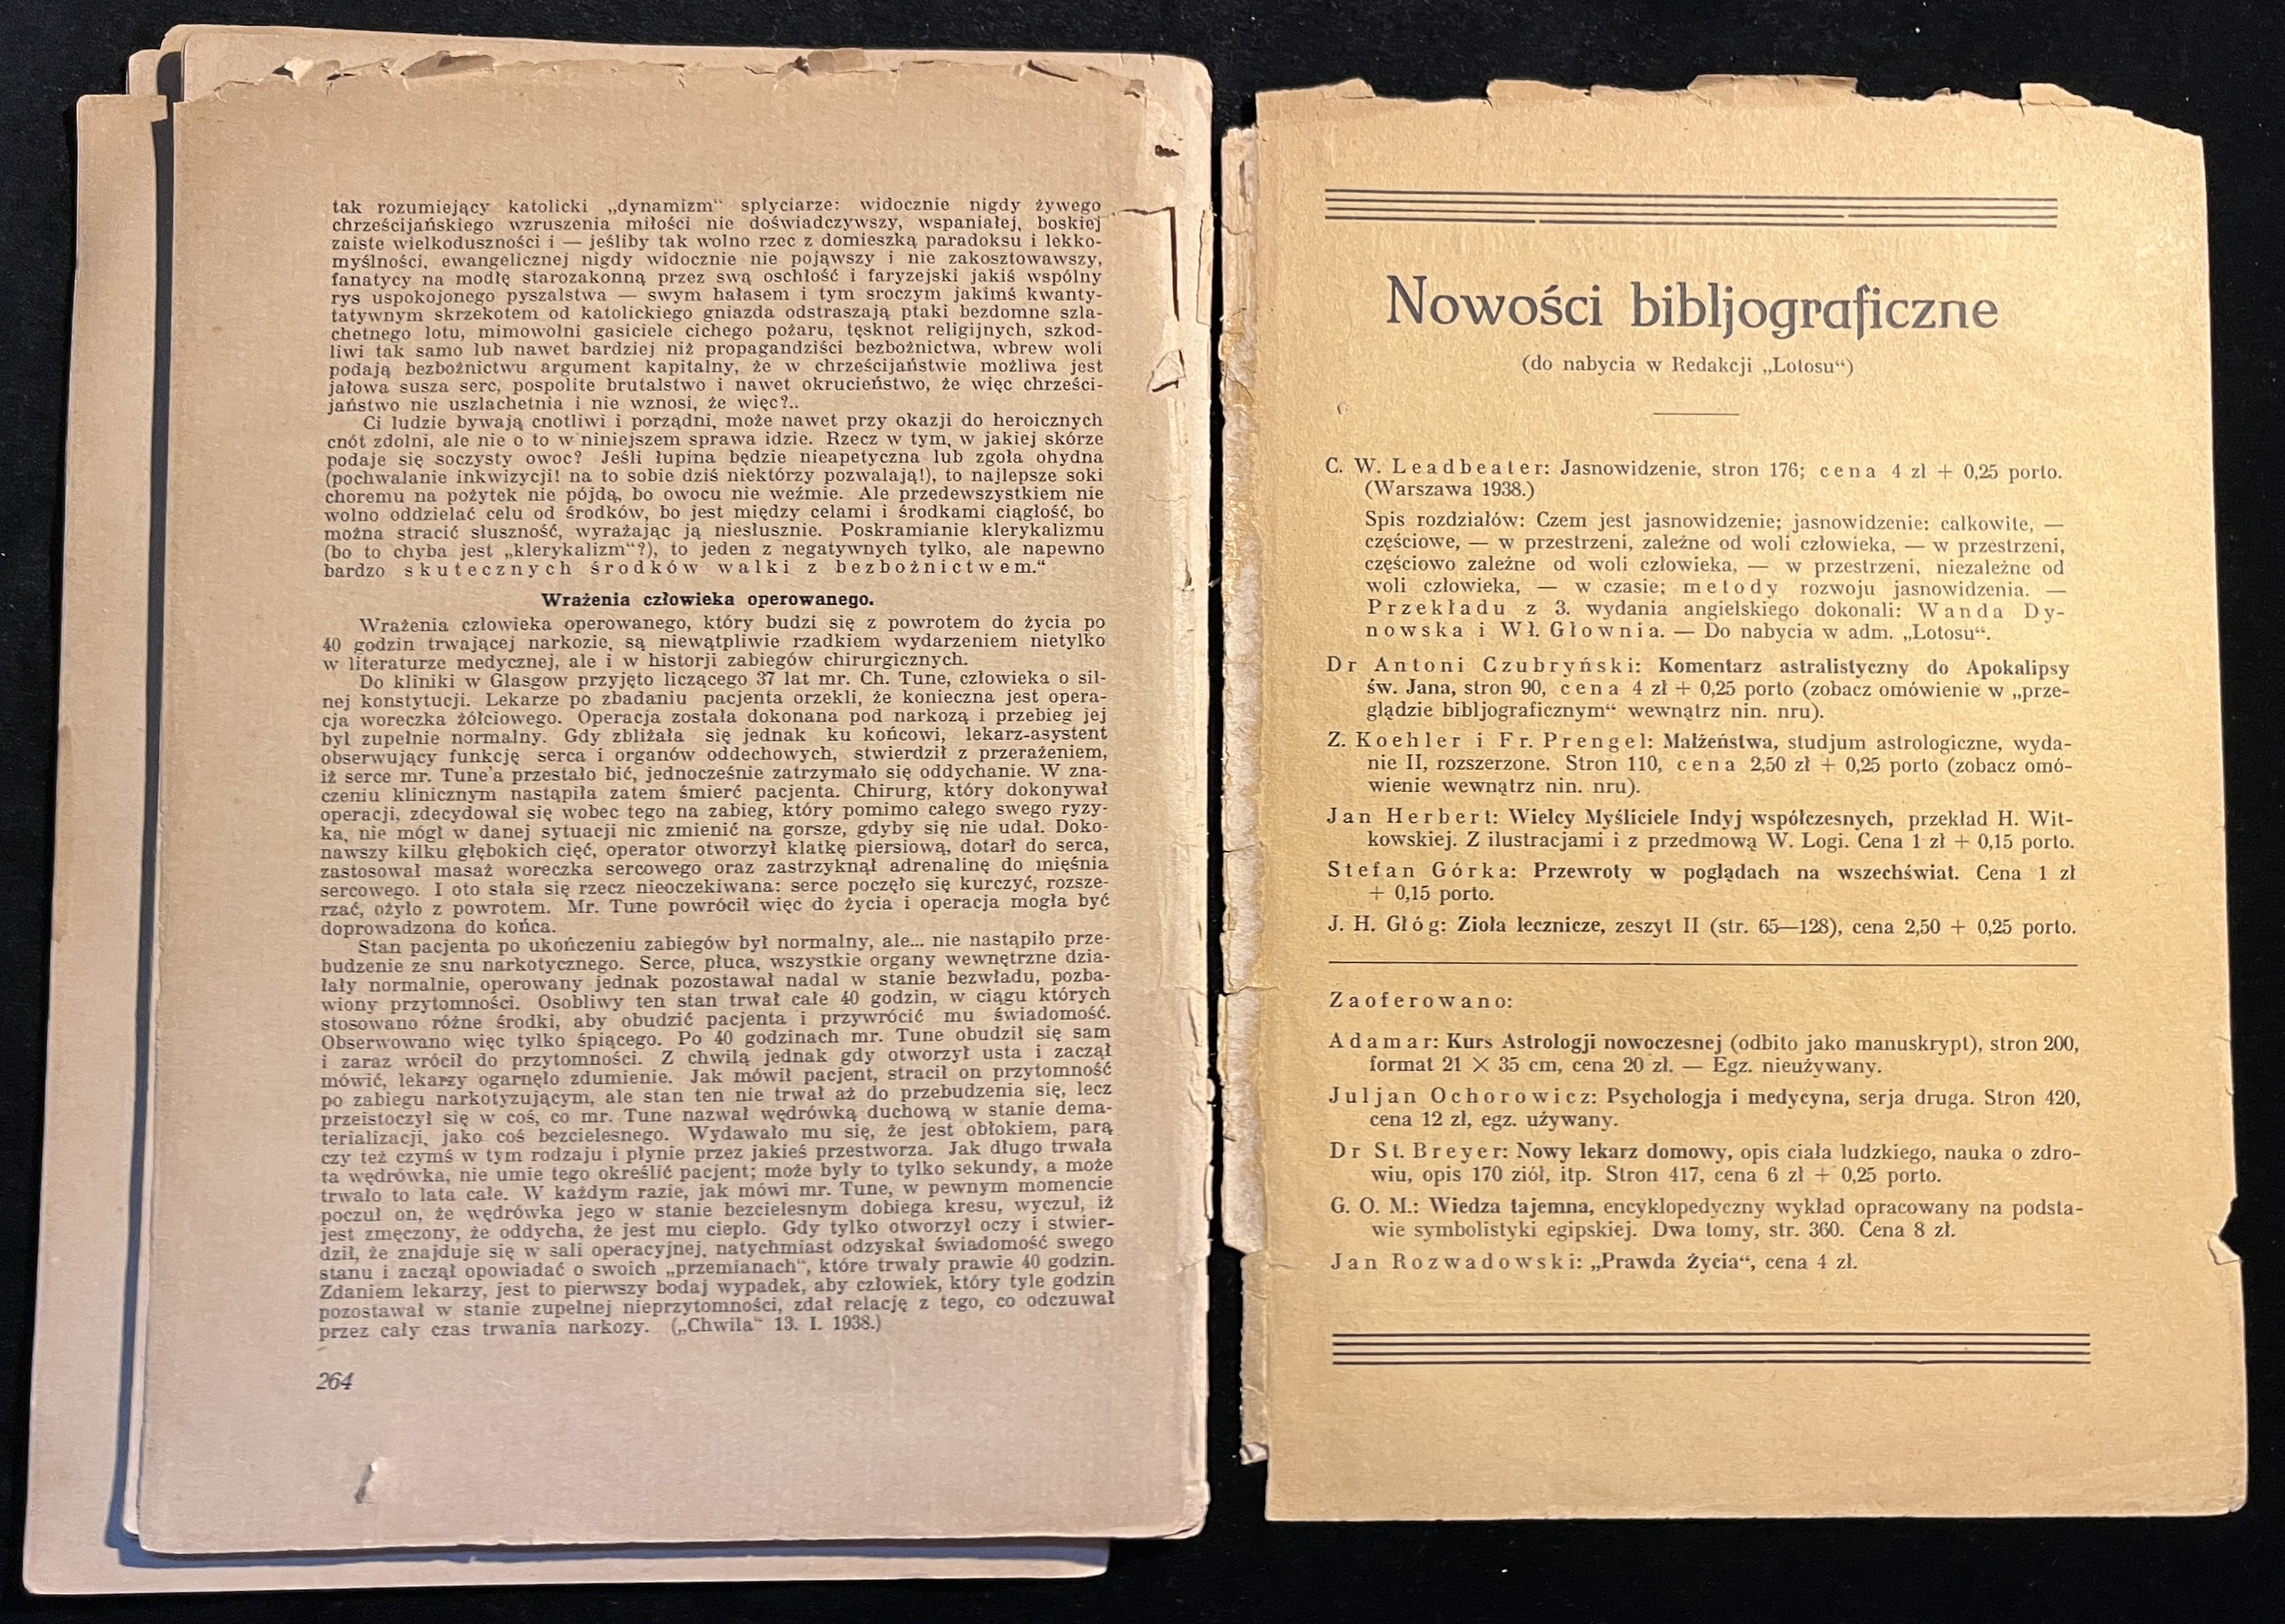 tak rozumiejący katolicki „dynamizm“ spłyciarze: widocznie nigdy żywego
chrześcijańskiego wzruszenia miłości nie doświadczywszy, wspaniałej, boskiej
zaiste wielkoduszności i — jeśliby tak wolno rzec z domieszką paradoksu i lekko-
myślności, ewangelicznej nigdy widocznie nie pojąwszy i nie zakosztowawszy,
fanatycy na modłę starozakonną przez swą oschłość i faryzejski jakiś wspólny
rys uspokojonego pyszalstwa — swym hałasem i tym sroczym jakimś kwanty-
tatywnym skrzekotem od katolickiego gniazda odstraszają ptaki bezdomne szla-
chetnego lotu, mimowolni gasiciele cichego pożaru, tęsknot religijnych, szkod-
liwi tak samo lub nawet bardziej niż propagandziści bezbożnictwa, wbrew woli
podają bezbożnictwu argument kapitalny, że w chrześcijaństwie możliwa jest
jałowa susza serc, pospolite brutalstwo i nawet okrucieństwo, że więc chrześci-
jaństwo nie uszlachetnia i nie wznosi, że więc?..
Ci ludzie bywają cnotliwi i porządni, może nawet przy okazji do heroicznych
cnót zdolni, ale nie o to w niniejszem sprawa idzie. Rzecz w tym, w jakiej skórze
podaje się soczysty owoc? Jeśli łupina będzie nieapetyczna lub zgoła ohydna
(pochwalanie inkwizycji! na to sobie dziś niektórzy pozwalają!), to najlepsze soki
choremu na pożytek nie pójdą, bo owocu nie weźmie. Ale przedewszystkiem nie
wolno oddzielać celu od środków, bo jest między celami i środkami ciągłość, bo
można stracić słuszność, wyrażając ją niesłusznie. Poskramianie klerykalizmu
(bo to chyba jest „klerykalizm“?), to jeden z negatywnych tylko, ale napewno
bardzo skutecznych środków walki z bezbożnictwem.“
Wrażenia człowieka operowanego.
Wrażenia człowieka operowanego, który budzi się z powrotem do życia po
40 godzin trwającej narkozie, są niewątpliwie rzadkiem wydarzeniem nietylko
w literaturze medycznej, ale i w historji zabiegów chirurgicznych.
Do kliniki w Glasgow przyjęto liczącego 37 lat mr. Ch. Tune, człowieka o sil-
nej konstytucji. Lekarze po zbadaniu pacjenta orzekli, że konieczna jest opera-
cja woreczka żółciowego. Operacja została dokonana pod narkozą i przebieg jej
był zupełnie normalny. Gdy zbliżała się jednak ku końcowi, lekarz-asystent
obserwujący funkcję serca i organów oddechowych, stwierdził z przerażeniem,
iż serce mr. Tune'a przestało bić, jednocześnie zatrzymało się oddychanie. W zna-
czeniu klinicznym nastąpiła zatem śmierć pacjenta. Chirurg, który dokonywał
operacji, zdecydował się wobec tego na zabieg, który pomimo całego swego ryzy-
ka, nie mógł w danej sytuacji nic zmienić na gorsze, gdyby się nie udał. Doko-
nawszy kilku głębokich cięć, operator otworzył klatkę piersiową, dotarł do serca,
zastosował masaż woreczka sercowego oraz zastrzyknął adrenalinę do mięśnia
sercowego. I oto stała się rzecz nieoczekiwana: serce poczęło się kurczyć, rozsze-
rzać, ożyło z powrotem. Mr. Tune powrócił więc do życia i operacja mogła być
doprowadzona do końca.
Stan pacjenta po ukończeniu zabiegów był normalny, ale... nie nastąpiło prze-
budzenie ze snu narkotycznego. Serce, płuca, wszystkie organy wewnętrzne dzia-
łały normalnie, operowany jednak pozostawał nadal w stanie bezwładu, pozba-
wiony przytomności. Osobliwy ten stan trwał całe 40 godzin, w ciągu których
stosowano różne środki, aby obudzić pacjenta i przywrócić mu świadomość.
Obserwowano więc tylko śpiącego. Po 40 godzinach mr. Tune obudził się sam
i zaraz wrócił do przytomności. Z chwilą jednak gdy otworzył usta i zaczął
mówić, lekarzy ogarnęło zdumienie. Jak mówił pacjent, stracił on przytomność
po zabiegu narkotyzującym, ale stan ten nie trwał aż do przebudzenia się, lecz
przeistoczył się w coś, co mr. Tune nazwał wędrówką duchową w stanie dema-
terializacji, jako coś bezcielesnego. Wydawało mu się, że jest obłokiem, parą
czy też czymś w tym rodzaju i płynie przez jakieś przestworza. Jak długo trwała
ta wędrówka, nie umie tego określić pacjent; może były to tylko sekundy, a może
trwało to lata całe. W każdym razie, jak mówi mr. Tune, w pewnym momencie
poczuł on, że wędrówka jego w stanie bezcielesnym dobiega kresu, wyczuł, iż
jest zmęczony, że oddycha, że jest mu ciepło. Gdy tylko otworzył oczy i stwier-
dził, że znajduje się w sali operacyjnej, natychmiast odzyskał świadomość swego
stanu i zaczął opowiadać o swoich „przemianach“, które trwały prawie 40 godzin.
Zdaniem lekarzy, jest to pierwszy bodaj wypadek, aby człowiek, który tyle godzin
pozostawał w stanie zupełnej nieprzytomności, zdał relację z tego, co odczuwał
przez cały czas trwania narkozy. („Chwila“ 13. I. 1938.)
264
Nowości bibljograficzne
(do nabycia w Redakcji „Lotosu“)
C. W. Leadbeater: Jasnowidzenie, stron 176; cena 4 zł + 0,25 porto.
(Warszawa 1938.)
Spis rozdziałów: Czem jest jasnowidzenie; jasnowidzenie: całkowite, —
częściowe, — w przestrzeni, zależne od woli człowieka, — w przestrzeni,
częściowo zależne od woli człowieka, — w przestrzeni, niezależne od
woli człowieka, — w czasie; metody rozwoju jasnowidzenia. —
Przekładu z 3. wydania angielskiego dokonali: Wanda Dy-
nowska i Wł. Głownia. — Do nabycia w adm. „Lotosu“.
Dr Antoni Czubryński: Komentarz astralistyczny do Apokalipsy
św. Jana, stron 90, cena 4 zł + 0,25 porto (zobacz omówienie w „prze-
glądzie bibljograficznym“ wewnątrz nin. nru).
Z. Koehler i Fr. Prengel: Małżeństwa, studjum astrologiczne, wyda-
nie II, rozszerzone. Stron 110, cena 2,50 zł + 0,25 porto (zobacz omó-
wienie wewnątrz nin. nru).
Jan Herbert: Wielcy Myśliciele Indyj współczesnych, przekład H. Wit-
kowskiej. Z ilustracjami i z przedmową W. Logi. Cena 1 zł + 0,15 porto.
Stefan Górka: Przewroty w poglądach na wszechświat. Cena 1 zł
+ 0,15 porto.
J. H. Głóg: Zioła lecznicze, zeszyt II (str. 65—128), cena 2,50 + 0,25 porto.
Zaoferowano:
Adamar: Kurs Astrologji nowoczesnej (odbito jako manuskrypt), stron 200,
format 21 × 35 cm, cena 20 zł. — Egz. nieużywany.
Juljan Ochorowicz: Psychologja i medycyna, serja druga. Stron 420,
cena 12 zł, egz. używany.
Dr St. Breyer: Nowy lekarz domowy, opis ciała ludzkiego, nauka o zdro-
wiu, opis 170 ziół, itp. Stron 417, cena 6 zł + 0,25 porto.
G. O. M.: Wiedza tajemna, encyklopedyczny wykład opracowany na podsta-
wie symbolistyki egipskiej. Dwa tomy, str. 360. Cena 8 zł.
Jan Rozwadowski: „Prawda Życia“, cena 4 zł.